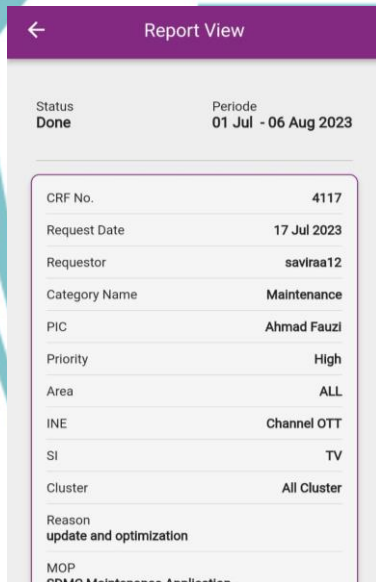 Report View
Status Periode
Done 01 Jul - 06 Aug 2023
CRF No. 4117
Request Date 17 Jul 2023
Requestor saviraa12
Category Name Maintenance
PIC Ahmad Fauzi
Priority High
Area ALL
INE Channel OTT
SI TV
Cluster All Cluster
Reason
update and optimization
MOP
Maintenance Application